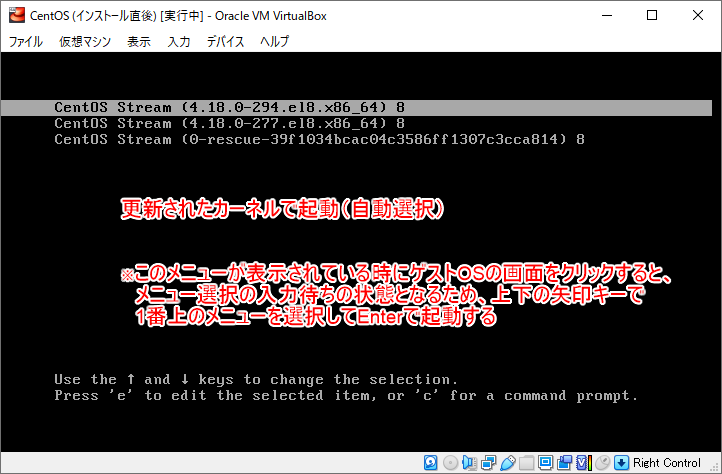 CentOS (インストール直後) [実行中] - Oracle VM VirtualBox
ファイル 仮想マシン 表示 入力 デバイス ヘルプ
CentOS Stream (4.18.0-294.el8.x86_64) 8
CentOS Stream (4.18.0-277.el8.x86_64) 8
CentOS Stream (0-rescue-39f1034bcac04c3586ff1307c3cca814) 8
更新されたカーネルで起動（自動選択）
※このメニューが表示されている時にゲストOSの画面をクリックすると、
メニュー選択の入力待ちの状態となるため、上下の矢印キーで
1番上のメニューを選択してEnterで起動する
Use the ↑ and ↓ keys to change the selection.
Press 'e' to edit the selected item, or 'c' for a command prompt.
Right Control